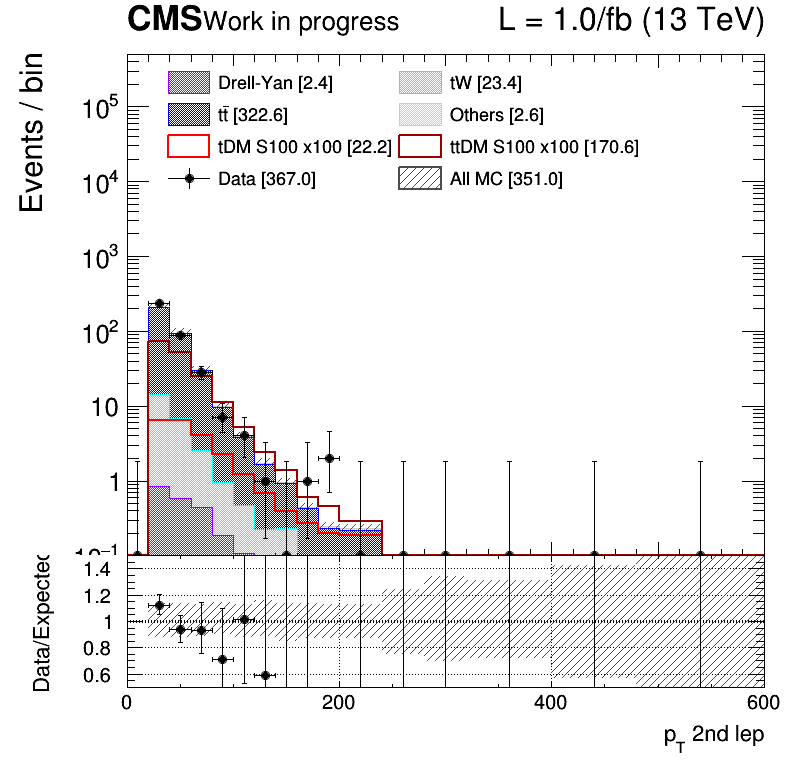 CMS Work in progress L = 1.0/fb (13 TeV)
Events / bin
Drell-Yan [2.4] tW [23.4]
tt̄ [322.6] Others [2.6]
tDM S100 x100 [22.2] ttDM S100 x100 [170.6]
Data [367.0] All MC [351.0]
10⁵
10⁴
10³
10²
10
1
10⁻¹
Data/Expected
1.4
1.2
1
0.8
0.6
0 200 400 600
p_T 2nd lep